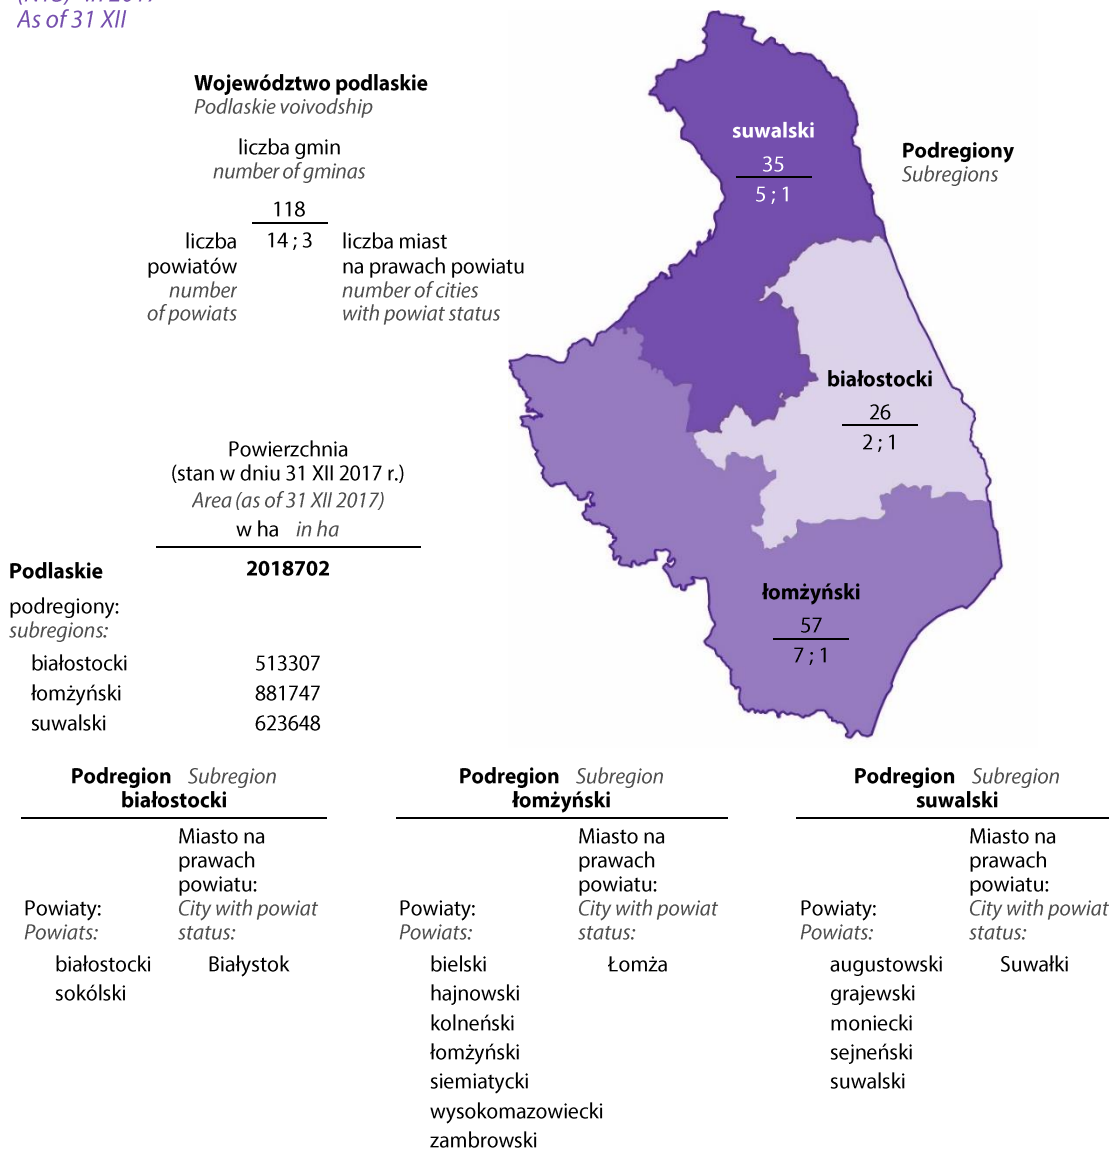 As of 31 XII
Województwo podlaskie
Podlaskie voivodship
liczba gmin
number of gminas
118
14 ; 3
liczba
powiatów
number
of powiats
liczba miast
na prawach powiatu
number of cities
with powiat status
suwalski
35
5 ; 1
Podregiony
Subregions
białostocki
26
2 ; 1
łomżyński
57
7 ; 1
Powierzchnia
(stan w dniu 31 XII 2017 r.)
Area (as of 31 XII 2017)
w ha in ha
Podlaskie 2018702
podregiony:
subregions:
białostocki 513307
łomżyński 881747
suwalski 623648
Podregion Subregion
białostocki
Miasto na
prawach
powiatu:
Powiaty: City with powiat
Powiats: status:
białostocki Białystok
sokólski
Podregion Subregion
łomżyński
Miasto na
prawach
powiatu:
Powiaty: City with powiat
Powiats: status:
bielski Łomża
hajnowski
kolneński
łomżyński
siemiatycki
wysokomazowiecki
zambrowski
Podregion Subregion
suwalski
Miasto na
prawach
powiatu:
Powiaty: City with powiat
Powiats: status:
augustowski Suwałki
grajewski
moniecki
sejneński
suwalski